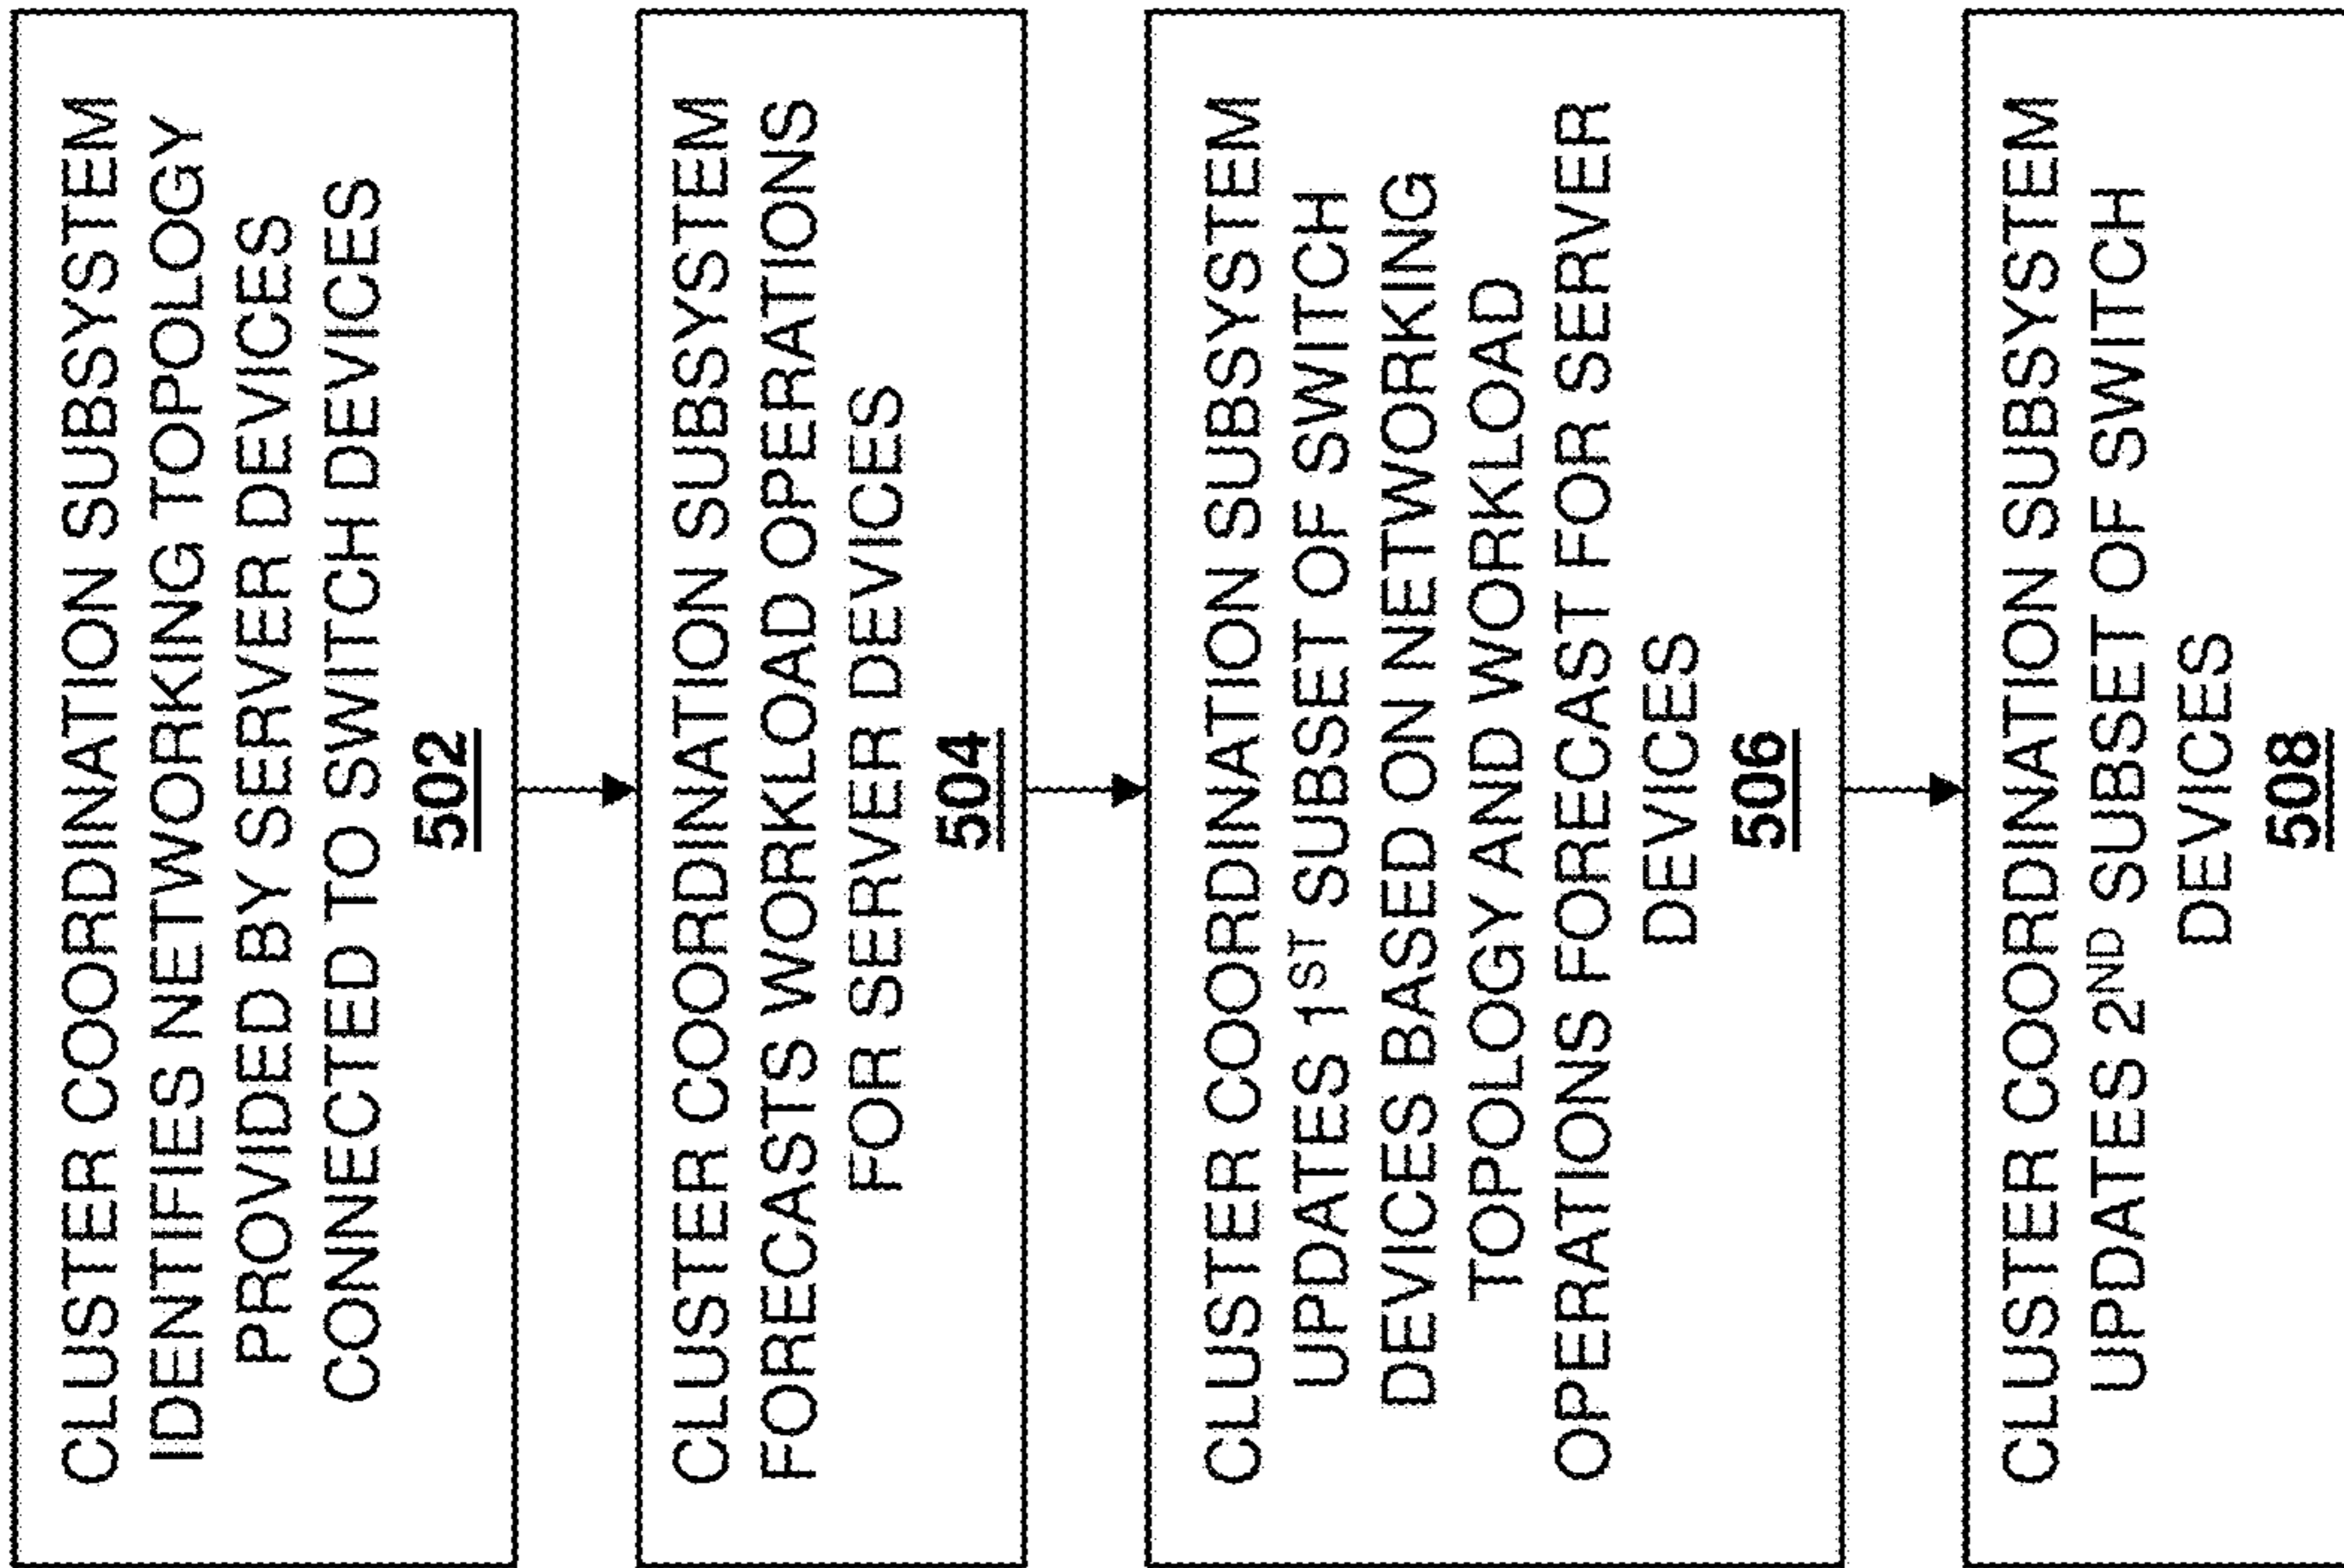 CLUSTER COORDINATION SUBSYSTEM
IDENTIFIES NETWORKING TOPOLOGY
PROVIDED BY SERVER DEVICES
CONNECTED TO SWITCH DEVICES
502
CLUSTER COORDINATION SUBSYSTEM
FORECASTS WORKLOAD OPERATIONS
FOR SERVER DEVICES
504
CLUSTER COORDINATION SUBSYSTEM
UPDATES 1ST SUBSET OF SWITCH
DEVICES BASED ON NETWORKING
TOPOLOGY AND WORKLOAD
OPERATIONS FORECAST FOR SERVER
DEVICES
506
CLUSTER COORDINATION SUBSYSTEM
UPDATES 2ND SUBSET OF SWITCH
DEVICES
508